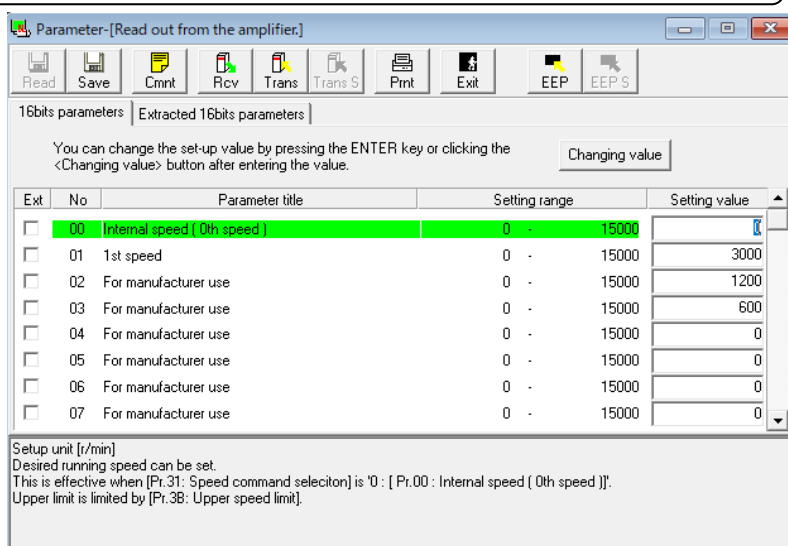 Parameter-[Read out from the amplifier.]
Read Save Cmnt Rcv Trans Trans S Prnt Exit EEP EEP S
16bits parameters Extracted 16bits parameters
You can change the set-up value by pressing the ENTER key or clicking the
<Changing value> button after entering the value.
Changing value
Ext No Parameter title Setting range Setting value
00 Internal speed ( 0th speed ) 0 - 15000 0
01 1st speed 0 - 15000 3000
02 For manufacturer use 0 - 15000 1200
03 For manufacturer use 0 - 15000 600
04 For manufacturer use 0 - 15000 0
05 For manufacturer use 0 - 15000 0
06 For manufacturer use 0 - 15000 0
07 For manufacturer use 0 - 15000 0
Setup unit [r/min]
Desired running speed can be set.
This is effective when [Pr.31: Speed command seleciton] is '0 : [ Pr.00 : Internal speed ( 0th speed )]'.
Upper limit is limited by [Pr.3B: Upper speed limit].